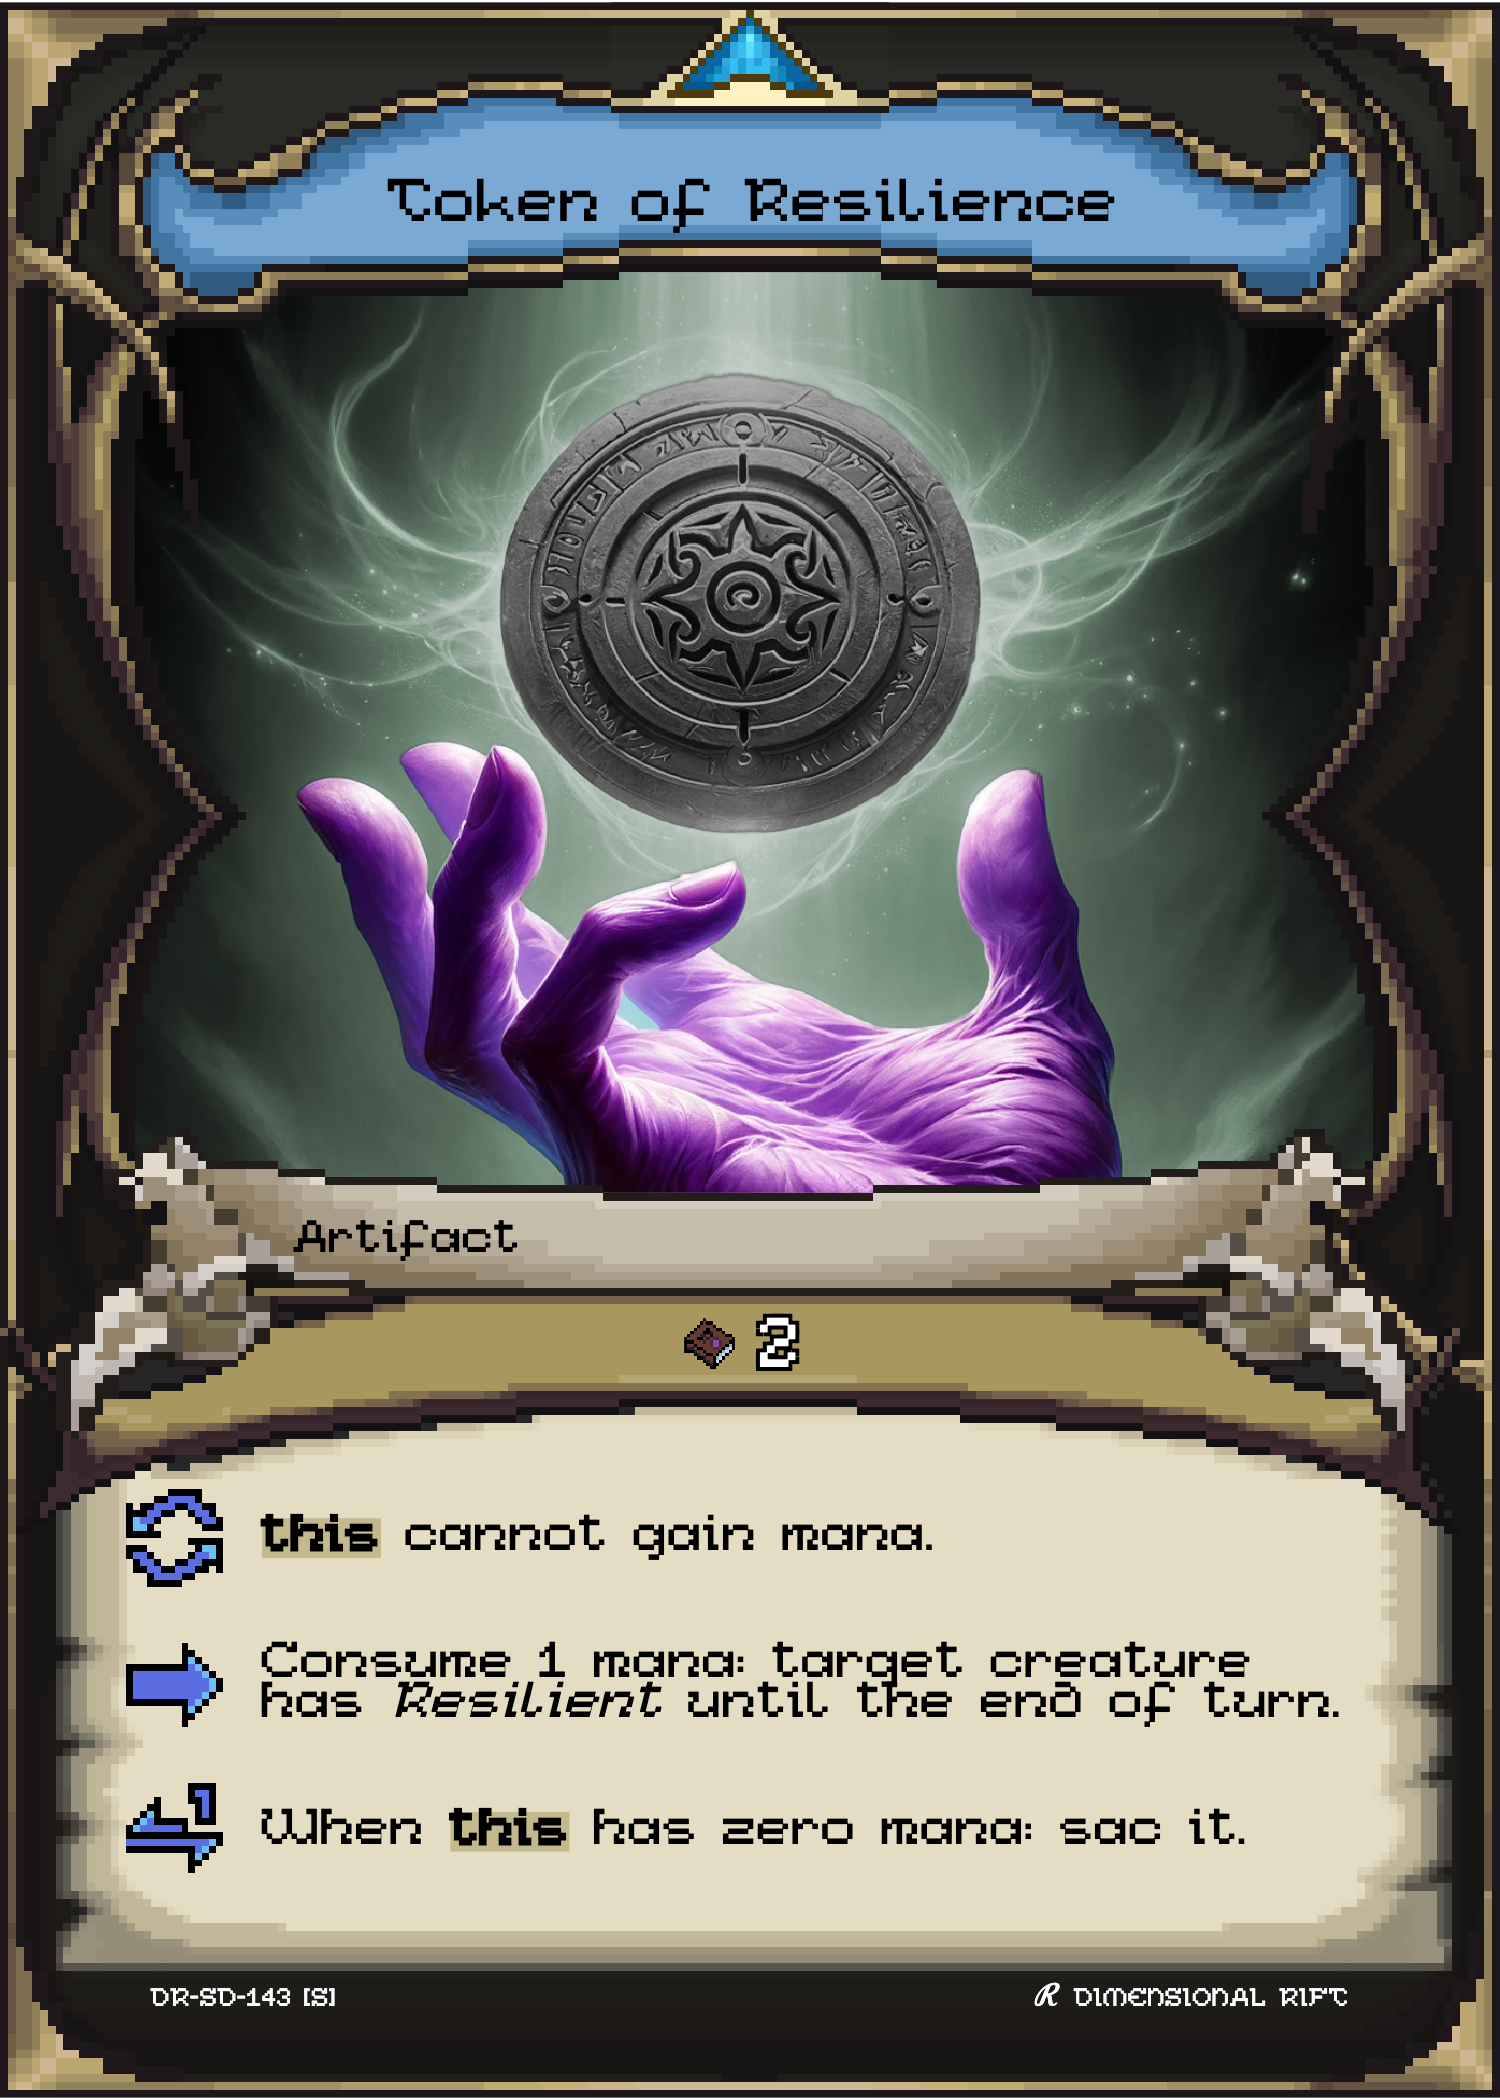 Token of Resilience
Artifact
2
this cannot gain mana.
Consume 1 mana: target creature
has Resilient until the end of turn.
1
When this has zero mana: sac it.
DR-SD-143 [S]
R DIMENSIONAL RIFT